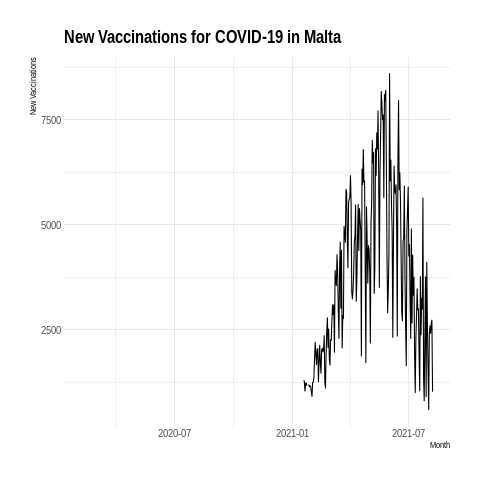 New Vaccinations for COVID-19 in Malta
New Vaccinations
7500
5000
2500
2020-07
2021-01
2021-07
Month